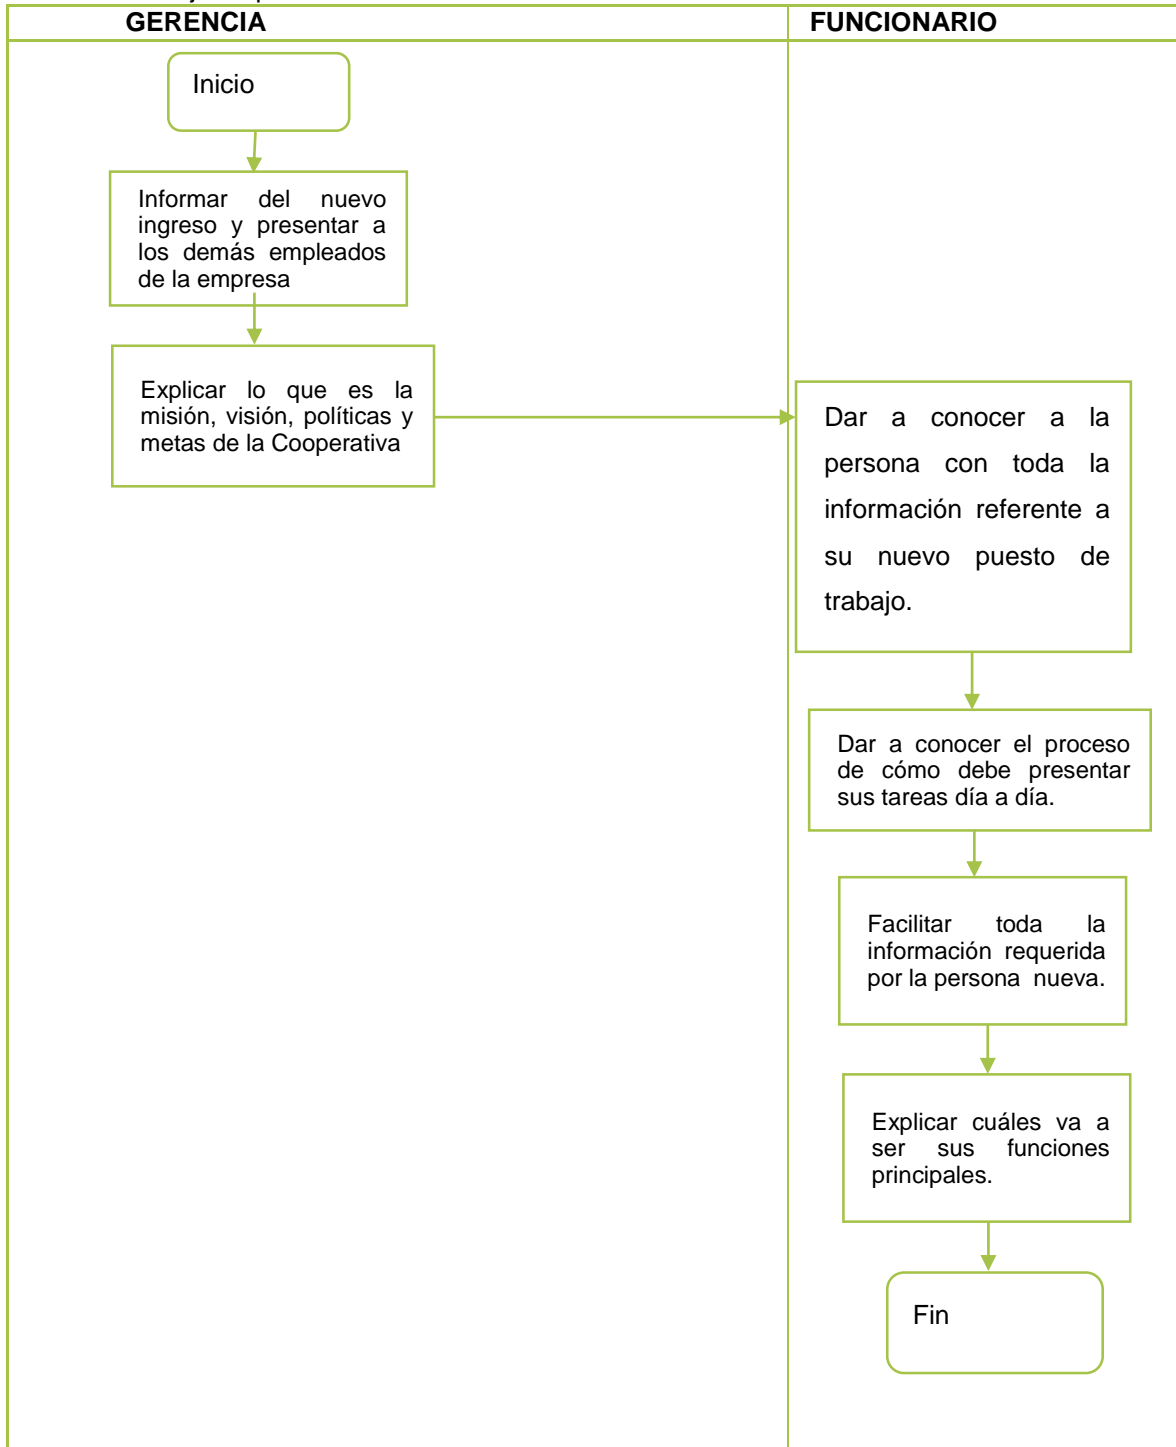 GERENCIA
FUNCIONARIO
Inicio
Informar del nuevo
ingreso y presentar a
los demás empleados
de la empresa
Explicar lo que es la
misión, visión, políticas y
metas de la Cooperativa
Dar a conocer a la
persona con toda la
información referente a
su nuevo puesto de
trabajo.
Dar a conocer el proceso
de cómo debe presentar
sus tareas día a día.
Facilitar toda la
información requerida
por la persona nueva.
Explicar cuáles va a
ser sus funciones
principales.
Fin